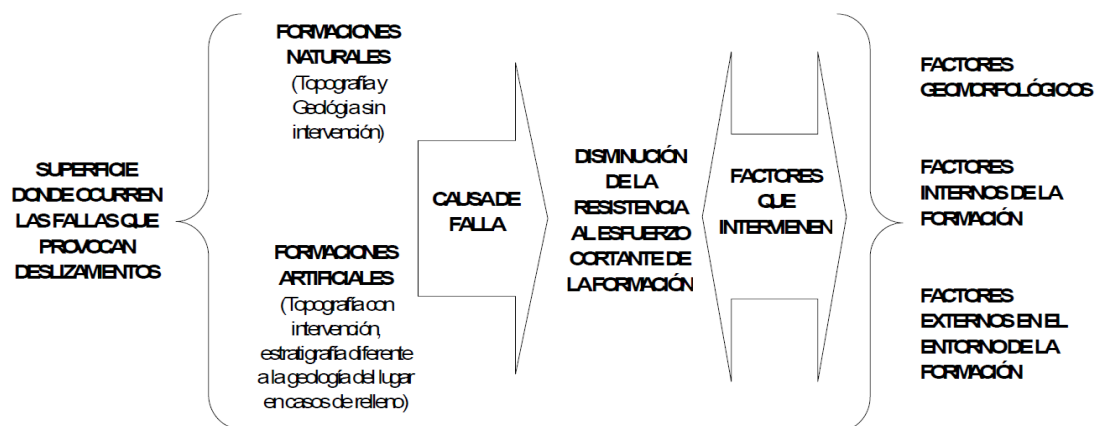 SUPERFICIE
DONDE OCURREN
LAS FALLAS QUE
PROVOCAN
DESLIZAMIENTOS
FORMACIONES
NATURALES
(Topografía y
Geológia sin
intervención)
FORMACIONES
ARTIFICIALES
(Topografía con
intervención,
estratigrafía diferente
a la geología del lugar
en casos de relleno)
CAUSA DE
FALLA
DISMINUCIÓN
DE LA
RESISTENCIA
AL ESFUERZO
CORTANTE DE
LA FORMACIÓN
FACTORES
QUE
INTERVIENEN
FACTORES
GEOMORFOLÓGICOS
FACTORES
INTERNOS DE LA
FORMACIÓN
FACTORES
EXTERNOS EN EL
ENTORNO DE LA
FORMACIÓN